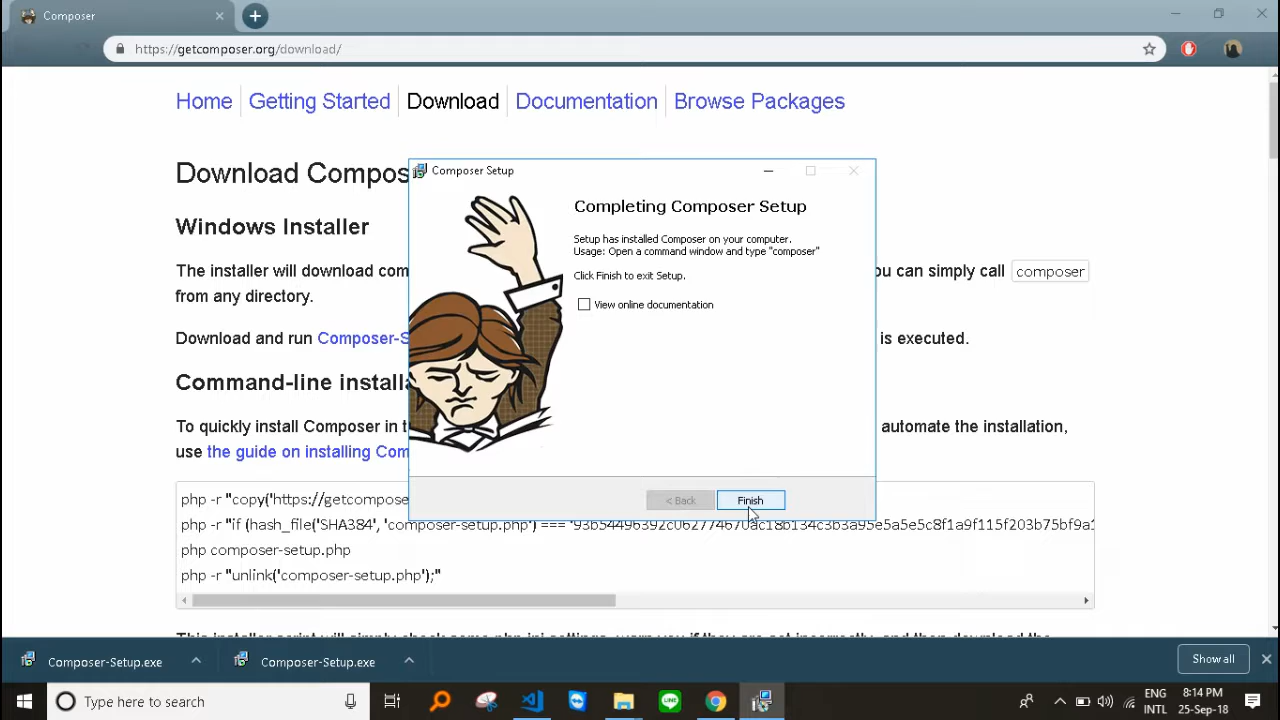 Composer
https://getcomposer.org/download/
Home
Getting Started
Download
Documentation
Browse Packages
Download Compos
Windows Installer
The installer will download com
ou can simply call composer
from any directory.
Download and run Composer-S
is executed.
Command-line install
To quickly install Composer in t
automate the installation,
use the guide on installing Com
php -r "copy('https://getcompose
php -r "if (hash_file('SHA384', 'composer-setup.php') ===
php composer-setup.php
php -r "unlink('composer-setup.php');"
Composer Setup
Completing Composer Setup
Setup has installed Composer on your computer.
Usage: Open a command window and type "composer"
Click Finish to exit Setup.
View online documentation
< Back
Finish
Composer-Setup.exe
Composer-Setup.exe
Show all
Type here to search
ENG
INTL
8:14 PM
25-Sep-18